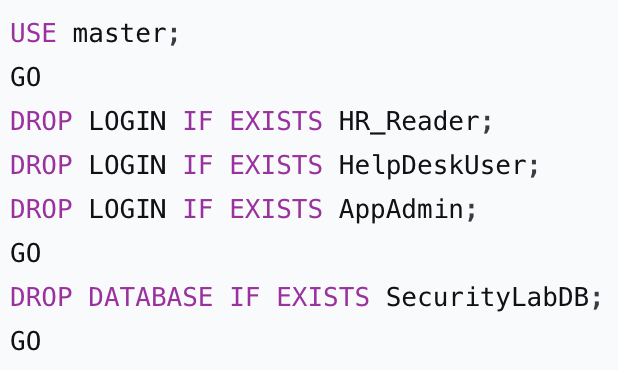 USE master;
GO
DROP LOGIN IF EXISTS HR_Reader;
DROP LOGIN IF EXISTS HelpDeskUser;
DROP LOGIN IF EXISTS AppAdmin;
GO
DROP DATABASE IF EXISTS SecurityLabDB;
GO